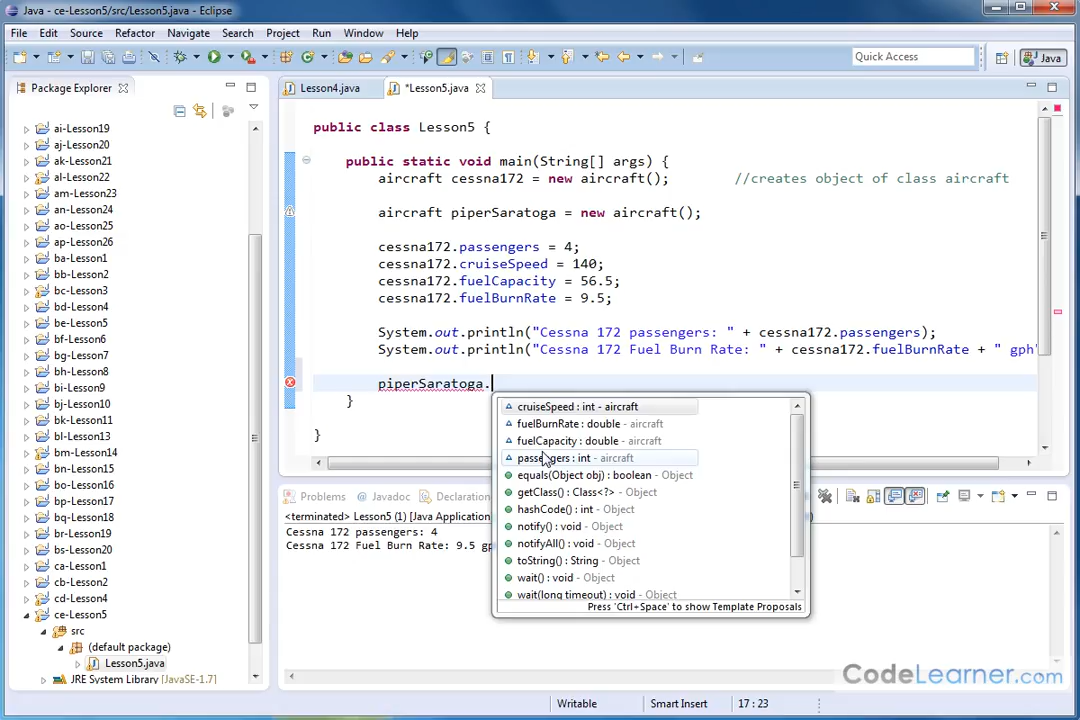 Java - ce-Lesson5/src/Lesson5.java - Eclipse
File Edit Source Refactor Navigate Search Project Run Window Help
Quick Access
Java
Package Explorer
Lesson4.java
*Lesson5.java
ai-Lesson19
aj-Lesson20
ak-Lesson21
al-Lesson22
am-Lesson23
an-Lesson24
ao-Lesson25
ap-Lesson26
ba-Lesson1
bb-Lesson2
bc-Lesson3
bd-Lesson4
be-Lesson5
bf-Lesson6
bg-Lesson7
bh-Lesson8
bi-Lesson9
bj-Lesson10
bk-Lesson11
bl-Lesson12
bm-Lesson13
bn-Lesson14
bo-Lesson15
bp-Lesson16
bq-Lesson17
bq-Lesson18
br-Lesson19
bs-Lesson20
ca-Lesson1
cb-Lesson2
cd-Lesson4
ce-Lesson5
src
(default package)
Lesson5.java
JRE System Library [JavaSE-1.7]
public class Lesson5 {
public static void main(String[] args) {
aircraft cessna172 = new aircraft(); //creates object of class aircraft
aircraft piperSaratoga = new aircraft();
cessna172.passengers = 4;
cessna172.cruiseSpeed = 140;
cessna172.fuelCapacity = 56.5;
cessna172.fuelBurnRate = 9.5;
System.out.println("Cessna 172 passengers: " + cessna172.passengers);
System.out.println("Cessna 172 Fuel Burn Rate: " + cessna172.fuelBurnRate + " gph"
piperSaratoga.
}
}
cruiseSpeed : int - aircraft
fuelBurnRate : double - aircraft
fuelCapacity : double - aircraft
passengers : int - aircraft
equals(Object obj) : boolean - Object
getClass() : Class<?> - Object
hashCode() : int - Object
notify() : void - Object
notifyAll() : void - Object
toString() : String - Object
wait() : void - Object
wait(long timeout) : void - Object
Press 'Ctrl+Space' to show Template Proposals
Problems
Javadoc
Declaration
<terminated> Lesson5 (1) [Java Application]
Cessna 172 passengers: 4
Cessna 172 Fuel Burn Rate: 9.5 gp
CodeLearner.com
Writable
Smart Insert
17 : 23